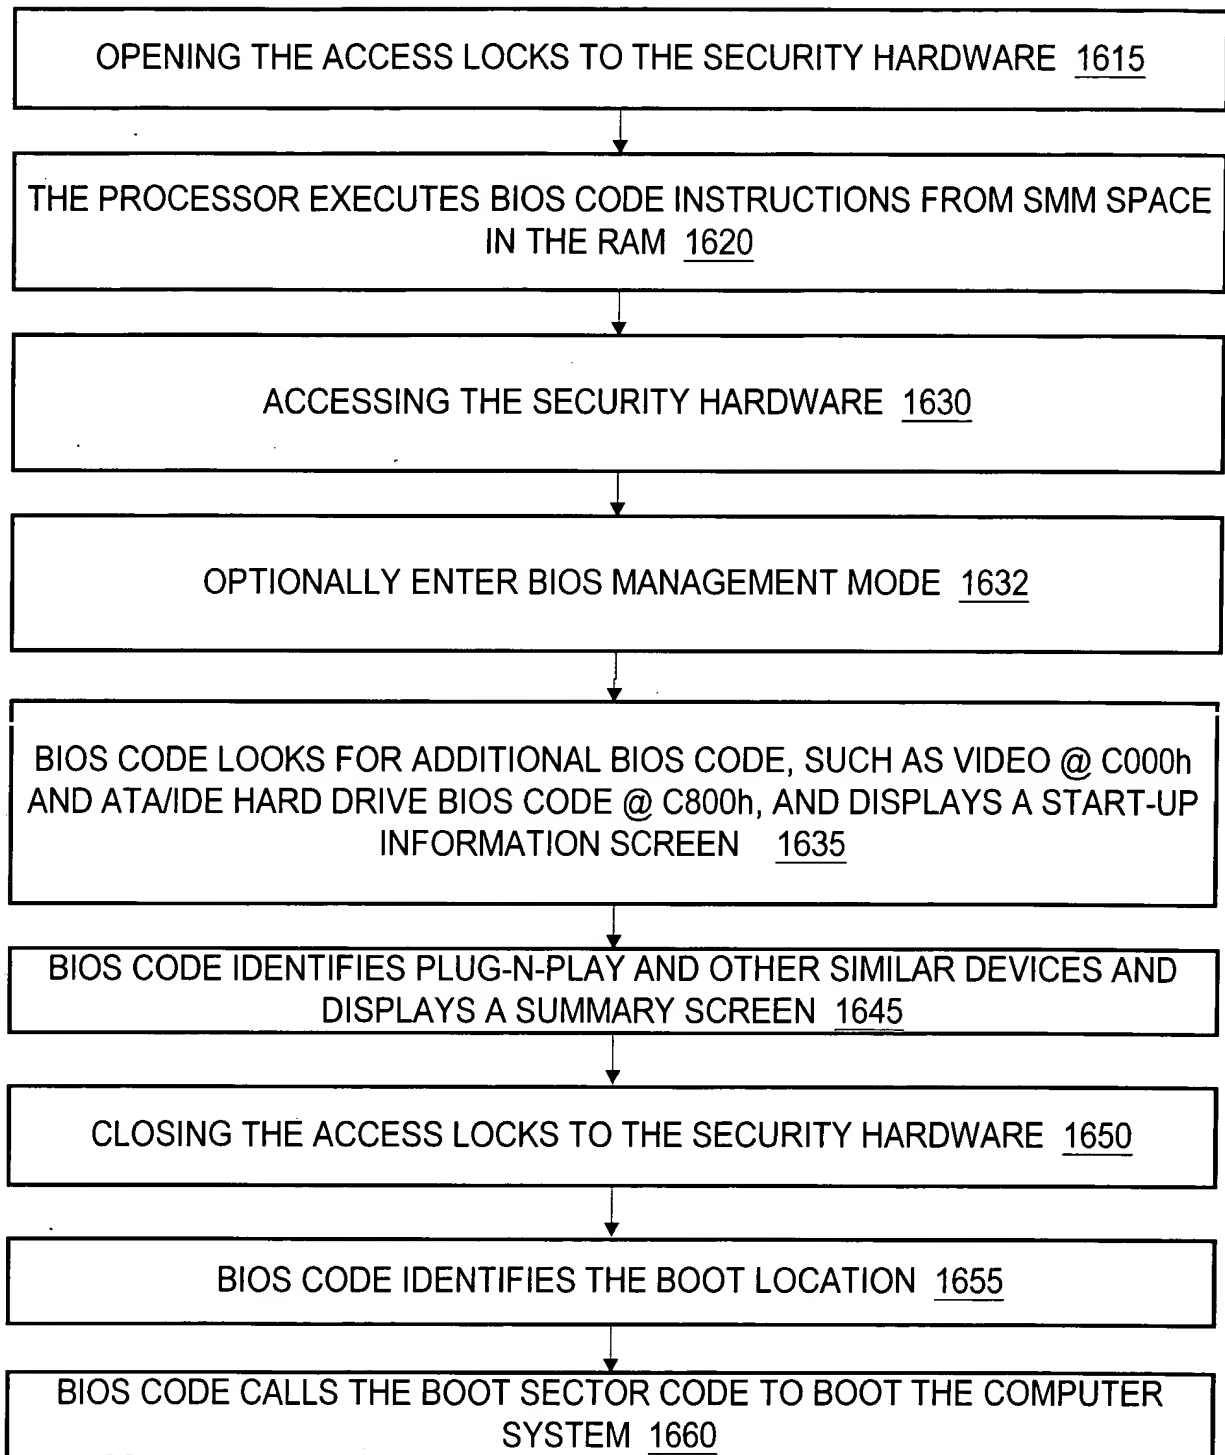 OPENING THE ACCESS LOCKS TO THE SECURITY HARDWARE 1615
THE PROCESSOR EXECUTES BIOS CODE INSTRUCTIONS FROM SMM SPACE
IN THE RAM 1620
ACCESSING THE SECURITY HARDWARE 1630
OPTIONALLY ENTER BIOS MANAGEMENT MODE 1632
BIOS CODE LOOKS FOR ADDITIONAL BIOS CODE, SUCH AS VIDEO @ C000h
AND ATA/IDE HARD DRIVE BIOS CODE @ C800h, AND DISPLAYS A START-UP
INFORMATION SCREEN 1635
BIOS CODE IDENTIFIES PLUG-N-PLAY AND OTHER SIMILAR DEVICES AND
DISPLAYS A SUMMARY SCREEN 1645
CLOSING THE ACCESS LOCKS TO THE SECURITY HARDWARE 1650
BIOS CODE IDENTIFIES THE BOOT LOCATION 1655
BIOS CODE CALLS THE BOOT SECTOR CODE TO BOOT THE COMPUTER
SYSTEM 1660